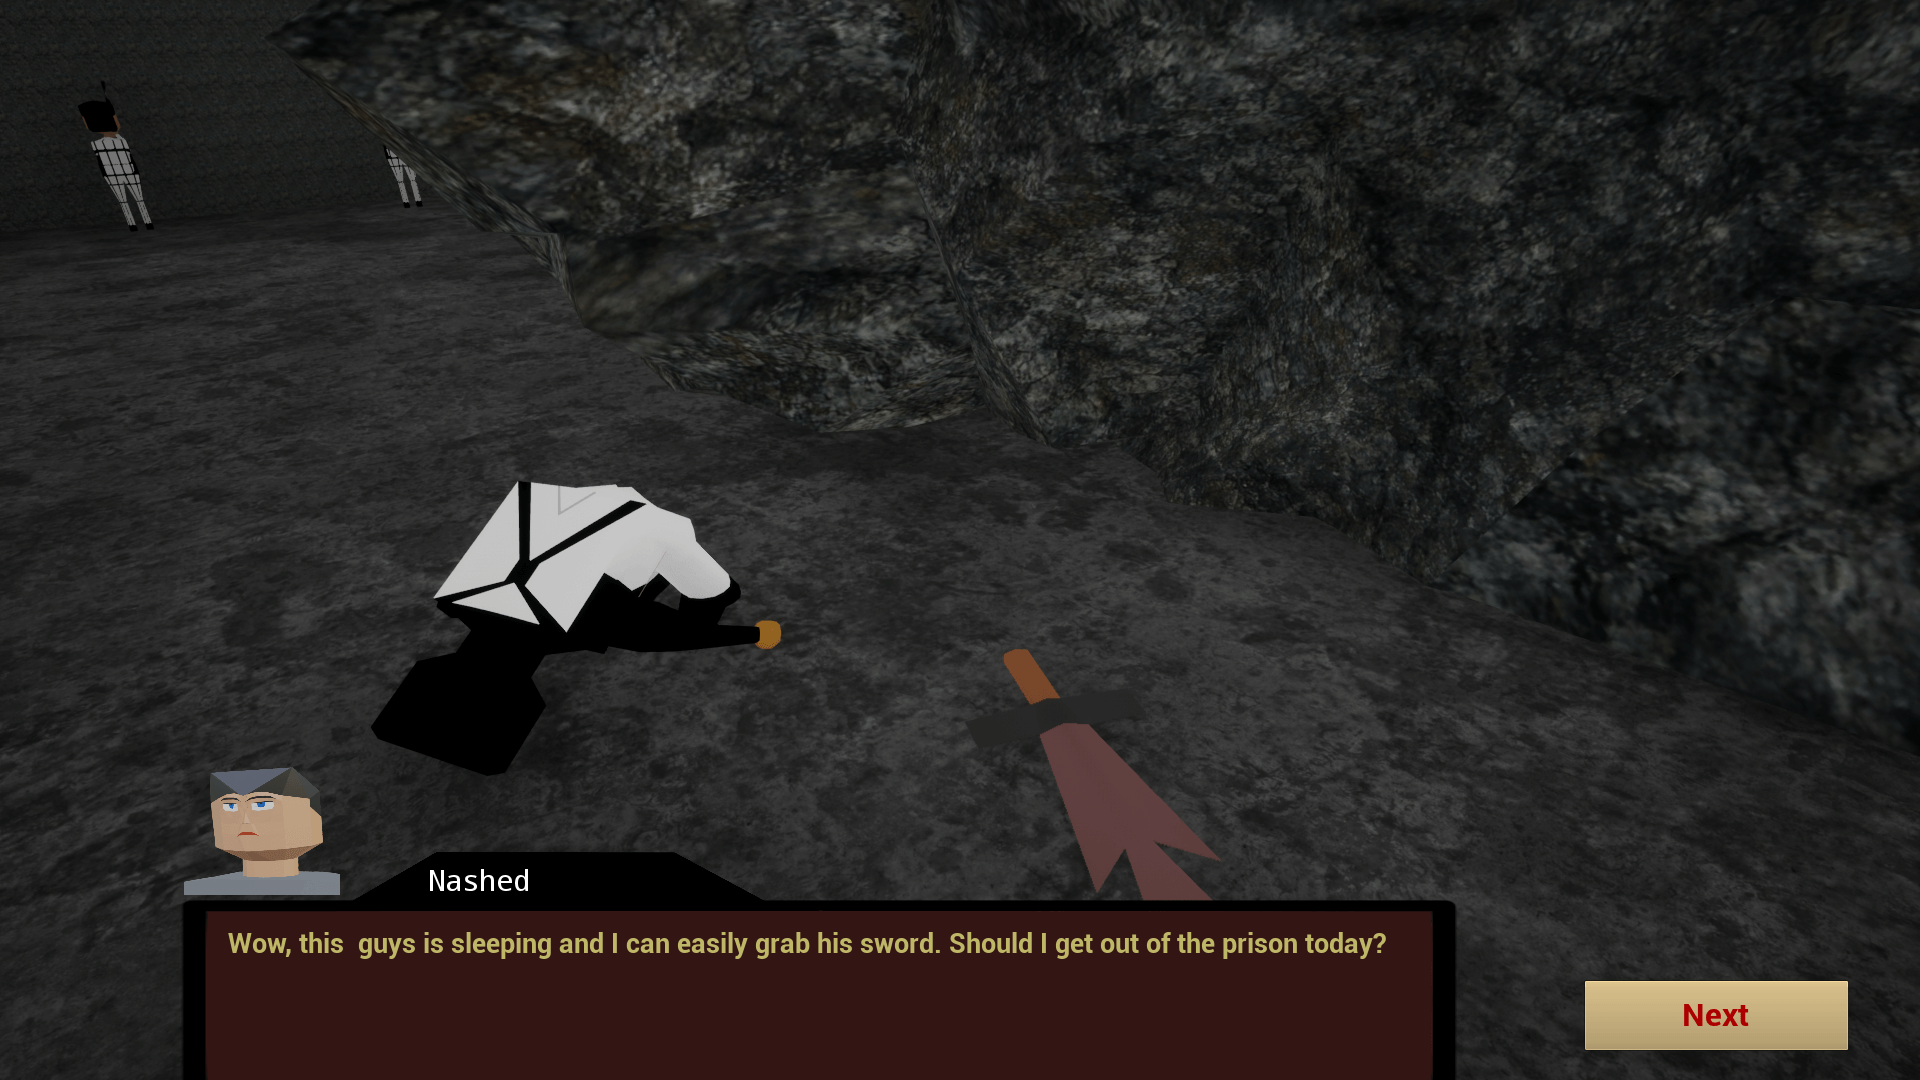 Nashed
Wow, this  guys is sleeping and I can easily grab his sword. Should I get out of the prison today?
Next